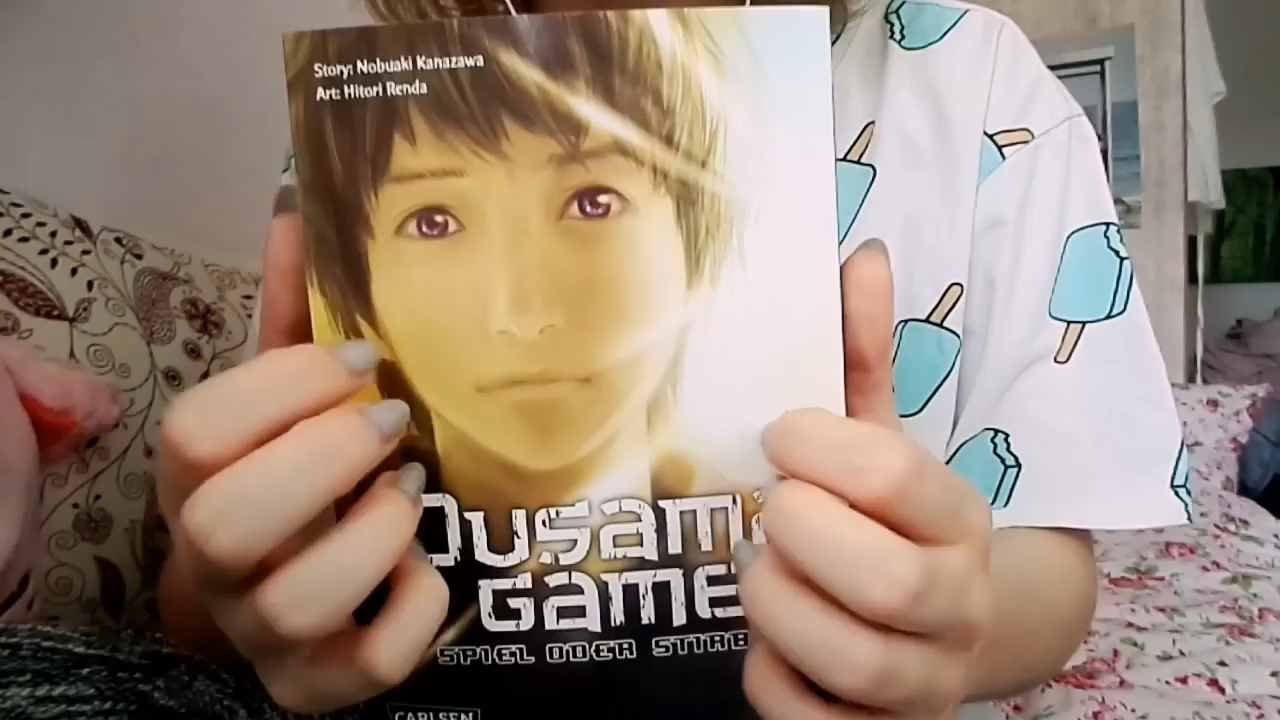 Story: Nobuaki Kanazawa
Art: Hitori Renda
Ousama
Game
SPIEL ODER STIRB
CARLSEN